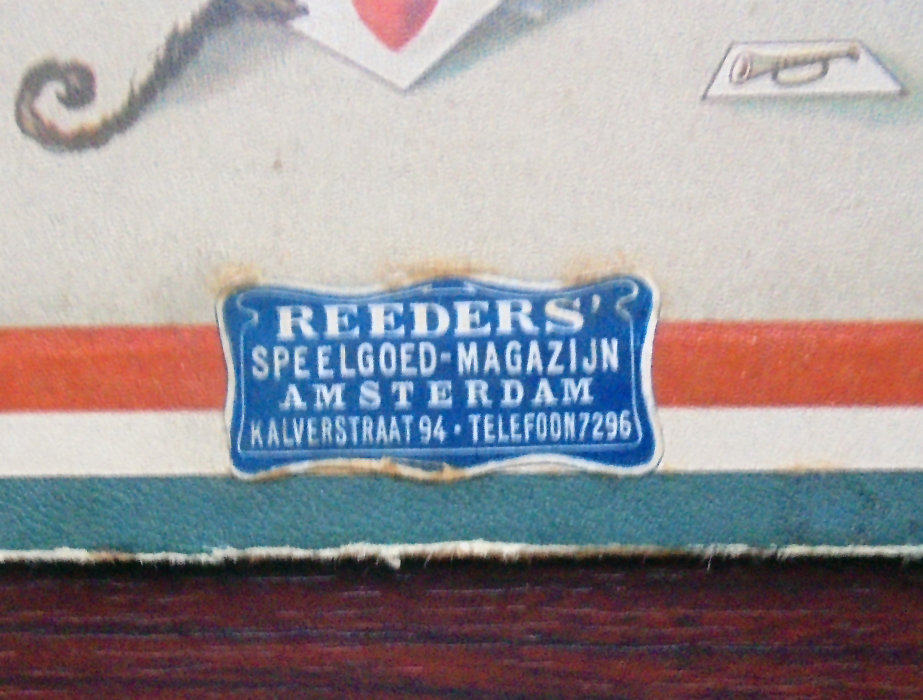 REEDERS'
SPEELGOED-MAGAZIJN
AMSTERDAM
KALVERSTRAAT 94 · TELEFOON 7296